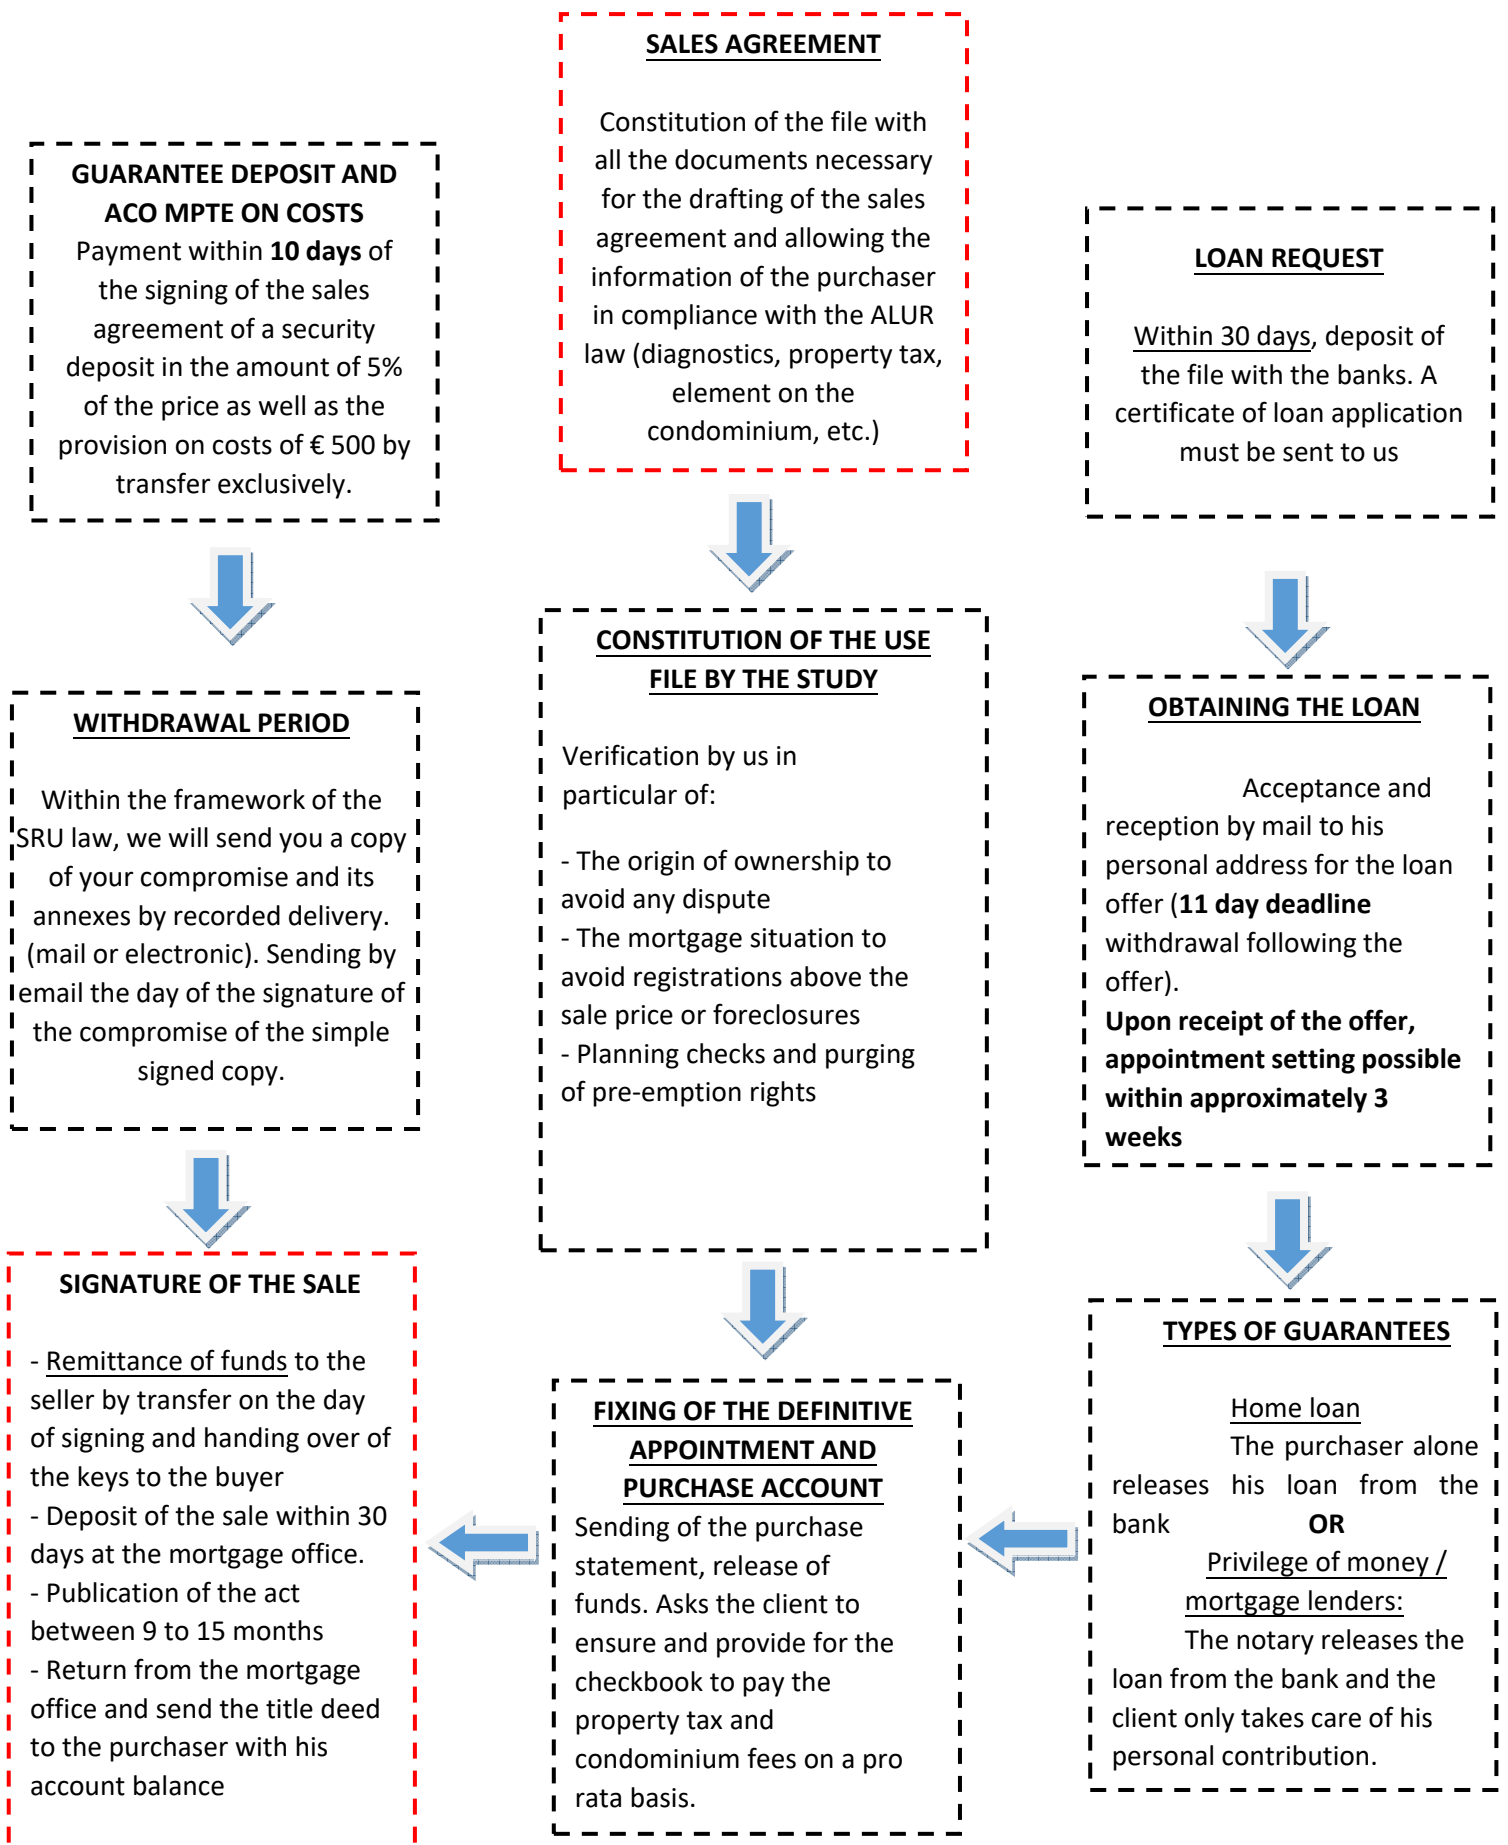 SALES AGREEMENT
Constitution of the file with
all the documents necessary
for the drafting of the sales
agreement and allowing the
information of the purchaser
in compliance with the ALUR
law (diagnostics, property tax,
element on the
condominium, etc.)
GUARANTEE DEPOSIT AND
ACO MPTE ON COSTS
Payment within 10 days of
the signing of the sales
agreement of a security
deposit in the amount of 5%
of the price as well as the
provision on costs of € 500 by
transfer exclusively.
LOAN REQUEST
Within 30 days, deposit of
the file with the banks. A
certificate of loan application
must be sent to us
WITHDRAWAL PERIOD
Within the framework of the
SRU law, we will send you a copy
of your compromise and its
annexes by recorded delivery.
(mail or electronic). Sending by
email the day of the signature of
the compromise of the simple
signed copy.
CONSTITUTION OF THE USE
FILE BY THE STUDY
Verification by us in
particular of:
- The origin of ownership to
avoid any dispute
- The mortgage situation to
avoid registrations above the
sale price or foreclosures
- Planning checks and purging
of pre-emption rights
OBTAINING THE LOAN
Acceptance and
reception by mail to his
personal address for the loan
offer (11 day deadline
withdrawal following the
offer).
Upon receipt of the offer,
appointment setting possible
within approximately 3
weeks
SIGNATURE OF THE SALE
- Remittance of funds to the
seller by transfer on the day
of signing and handing over of
the keys to the buyer
- Deposit of the sale within 30
days at the mortgage office.
- Publication of the act
between 9 to 15 months
- Return from the mortgage
office and send the title deed
to the purchaser with his
account balance
FIXING OF THE DEFINITIVE
APPOINTMENT AND
PURCHASE ACCOUNT
Sending of the purchase
statement, release of
funds. Asks the client to
ensure and provide for the
checkbook to pay the
property tax and
condominium fees on a pro
rata basis.
TYPES OF GUARANTEES
Home loan
The purchaser alone
releases his loan from the
bank OR
Privilege of money /
mortgage lenders:
The notary releases the
loan from the bank and the
client only takes care of his
personal contribution.